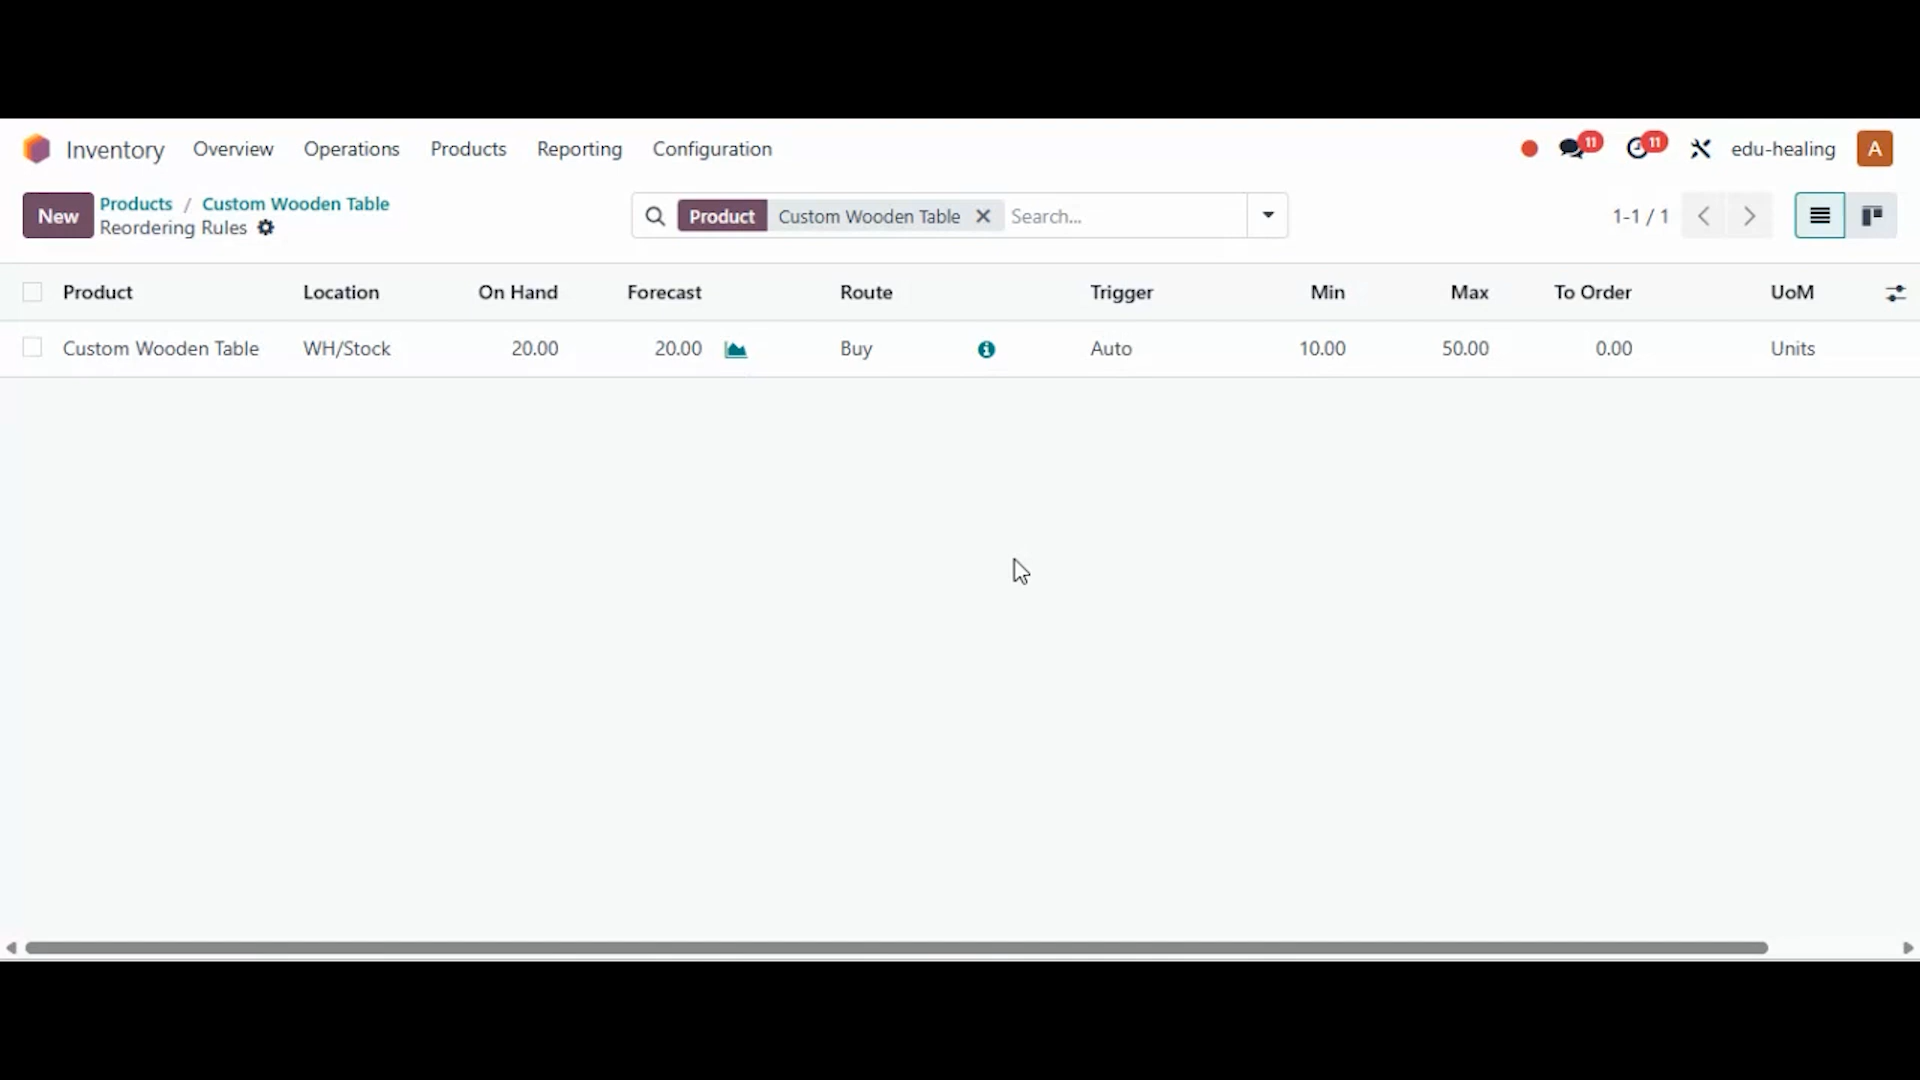 Inventory Overview Operations Products Reporting Configuration 11 11 edu-healing A
New Products / Custom Wooden Table
Reordering Rules
Product Custom Wooden Table Search... 1-1 / 1
Product Location On Hand Forecast Route Trigger Min Max To Order UoM
Custom Wooden Table WH/Stock 20.00 20.00 Buy Auto 10.00 50.00 0.00 Units